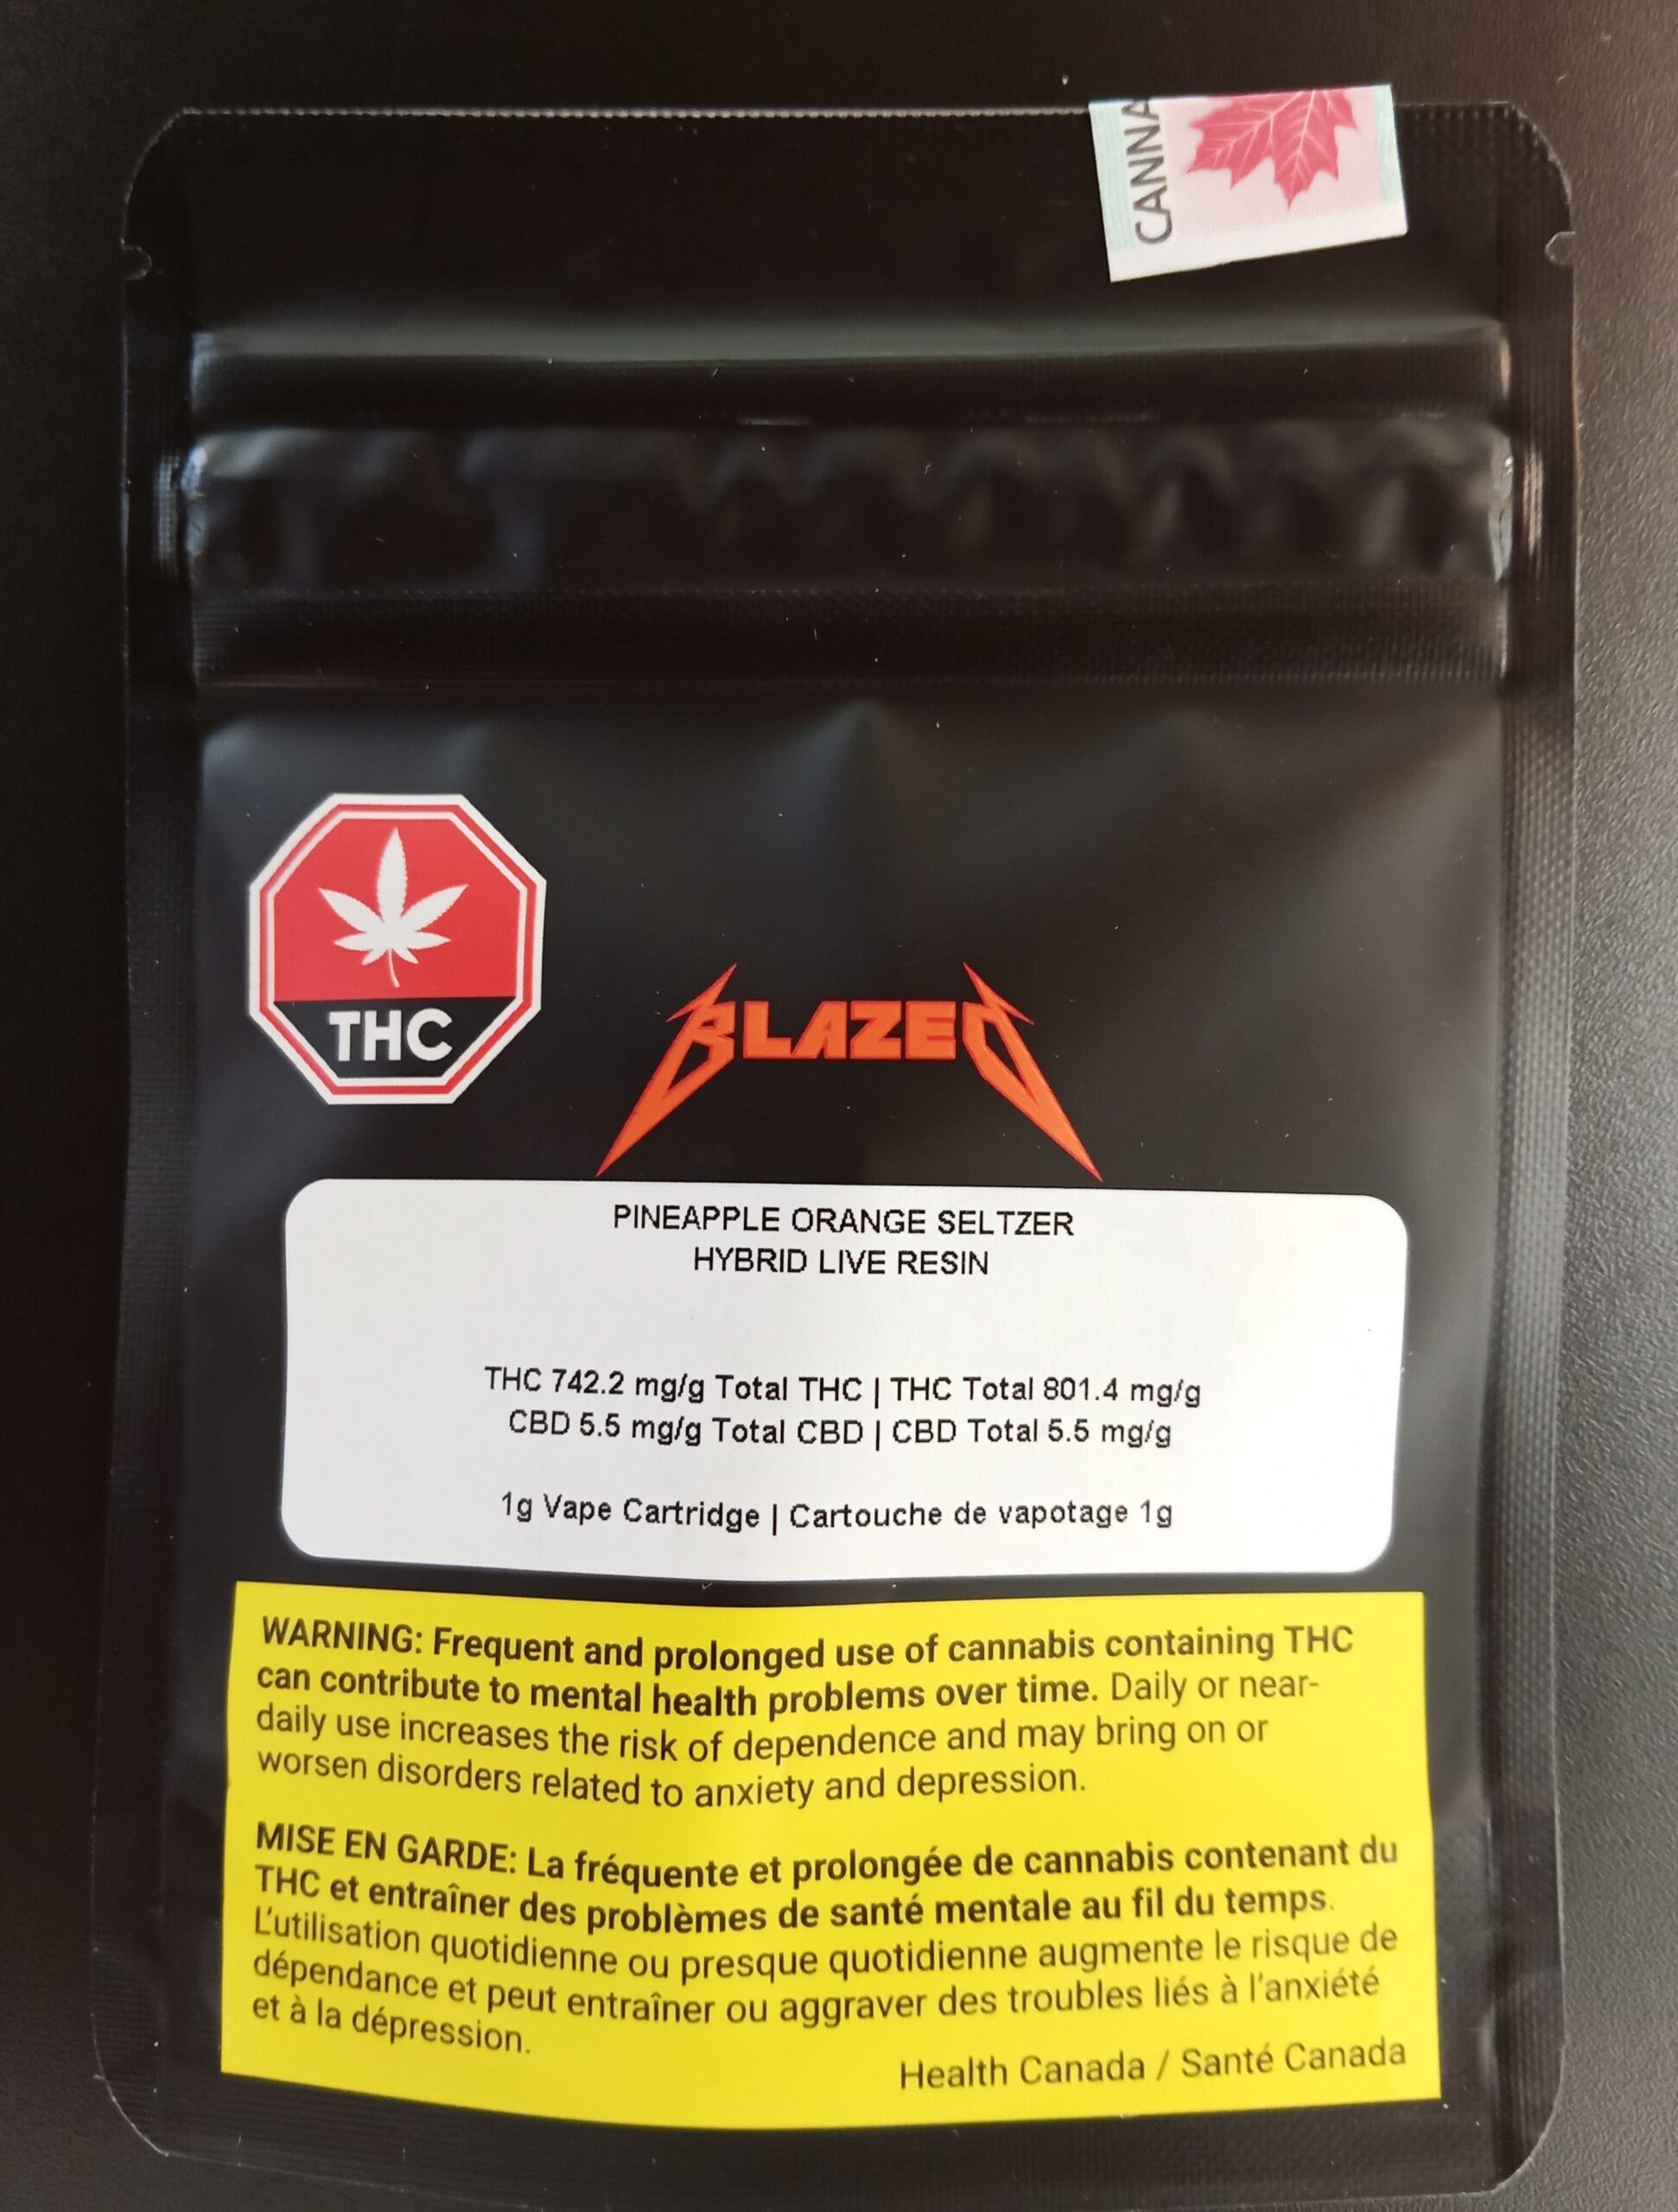 CANNA
THC
BLAZED
PINEAPPLE ORANGE SELTZER
HYBRID LIVE RESIN
THC 742.2 mg/g Total THC | THC Total 801.4 mg/g
CBD 5.5 mg/g Total CBD | CBD Total 5.5 mg/g
1g Vape Cartridge | Cartouche de vapotage 1g
WARNING: Frequent and prolonged use of cannabis containing THC
can contribute to mental health problems over time. Daily or near-
daily use increases the risk of dependence and may bring on or
worsen disorders related to anxiety and depression.
MISE EN GARDE: La fréquente et prolongée de cannabis contenant du
THC et entraîner des problèmes de santé mentale au fil du temps.
L'utilisation quotidienne ou presque quotidienne augmente le risque de
dépendance et peut entraîner ou aggraver des troubles liés à l'anxiété
et à la dépression.
Health Canada / Santé Canada